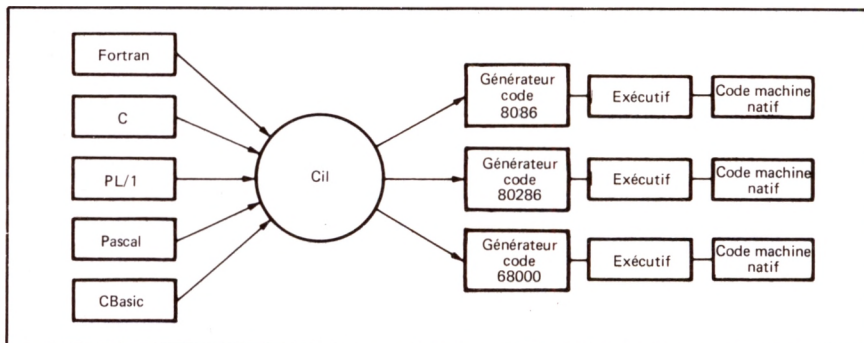 Fortran
C
PL/1
Pascal
CBasic
Cil
Générateur
code
8086
Exécutif
Code machine
natif
Générateur
code
80286
Exécutif
Code machine
natif
Générateur
code
68000
Exécutif
Code machine
natif